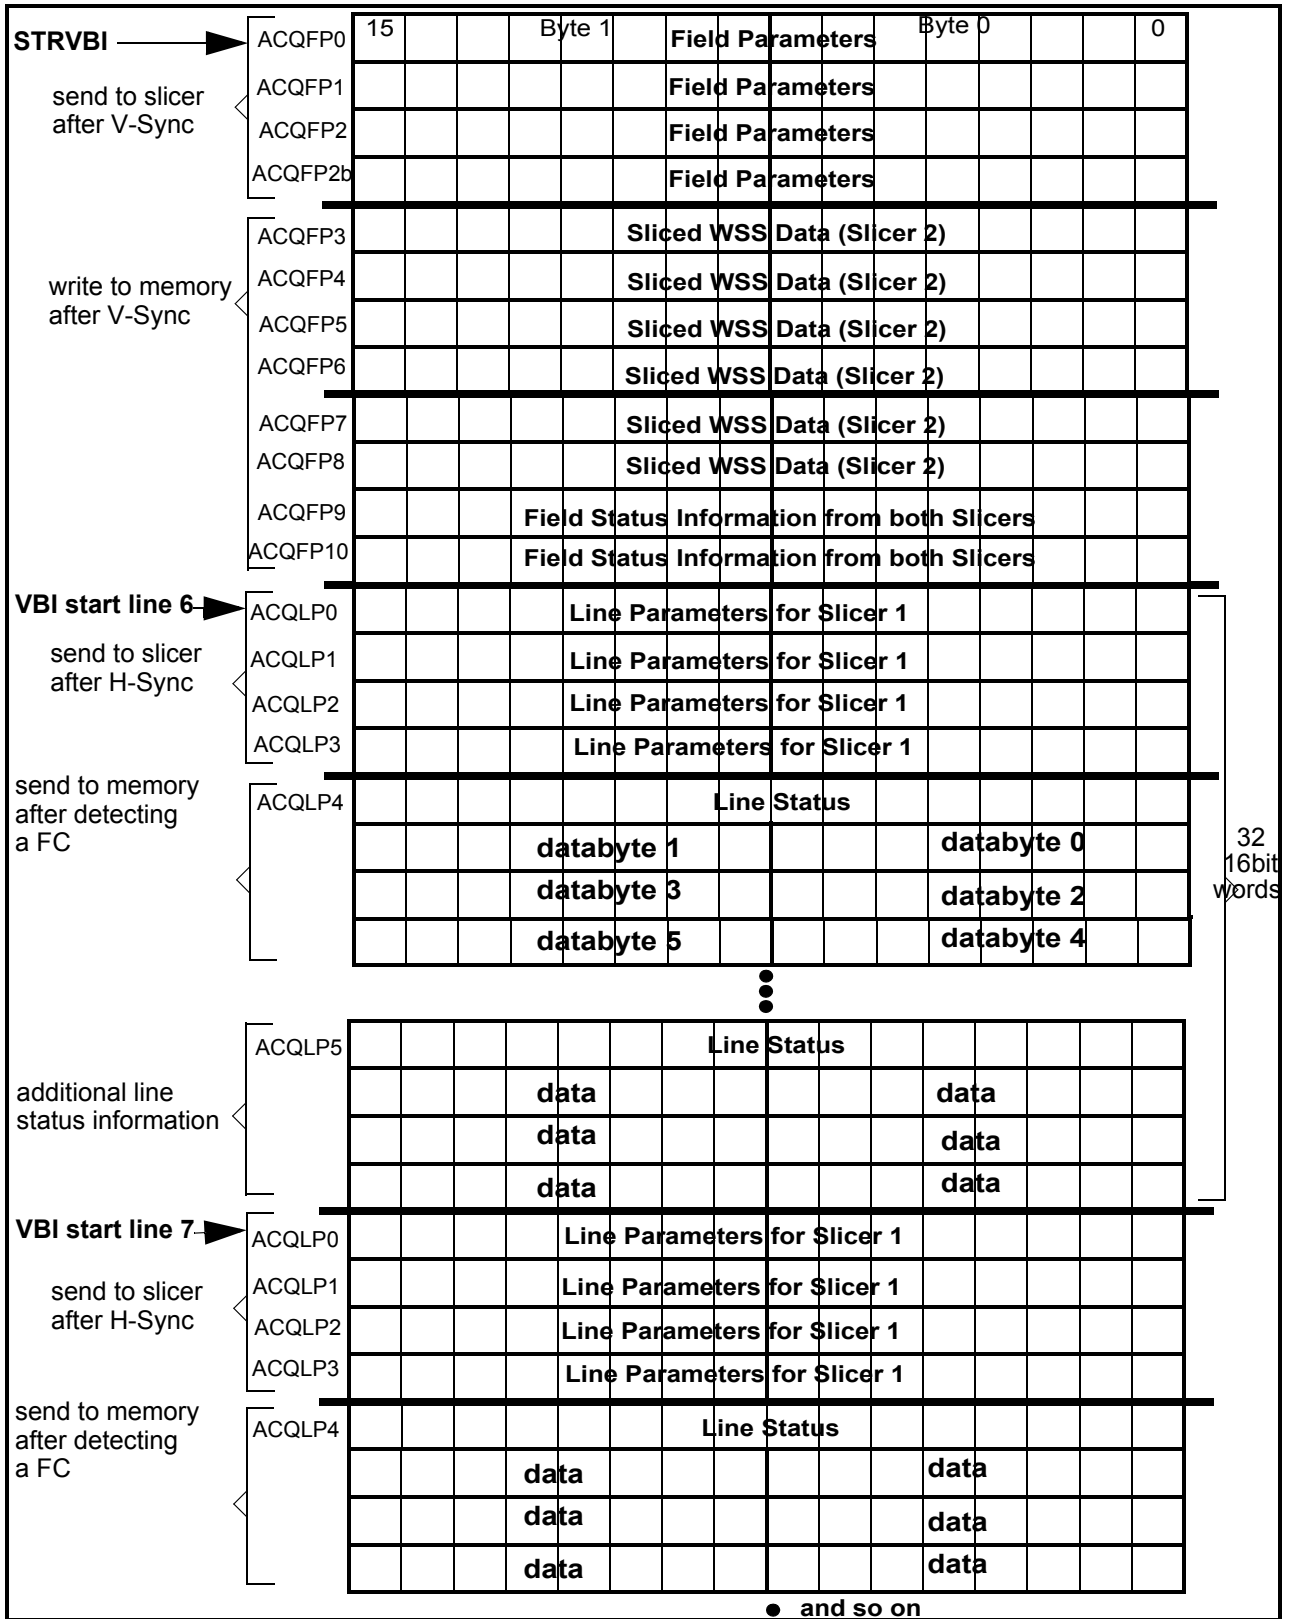 15 Byte 1 Byte 0 0
STRVBI ACQFP0 Field Parameters
send to slicer
after V-Sync
ACQFP1 Field Parameters
ACQFP2 Field Parameters
ACQFP2b Field Parameters
ACQFP3 Sliced WSS Data (Slicer 2)
write to memory
after V-Sync
ACQFP4 Sliced WSS Data (Slicer 2)
ACQFP5 Sliced WSS Data (Slicer 2)
ACQFP6 Sliced WSS Data (Slicer 2)
ACQFP7 Sliced WSS Data (Slicer 2)
ACQFP8 Sliced WSS Data (Slicer 2)
ACQFP9 Field Status Information from both Slicers
ACQFP10 Field Status Information from both Slicers
VBI start line 6 ACQLP0 Line Parameters for Slicer 1
send to slicer
after H-Sync
ACQLP1 Line Parameters for Slicer 1
ACQLP2 Line Parameters for Slicer 1
ACQLP3 Line Parameters for Slicer 1
send to memory
after detecting
a FC
ACQLP4 Line Status
databyte 1 databyte 0
databyte 3 databyte 2
databyte 5 databyte 4
32
16bit
words
ACQLP5 Line Status
additional line
status information
data data
data data
data data
VBI start line 7 ACQLP0 Line Parameters for Slicer 1
send to slicer
after H-Sync
ACQLP1 Line Parameters for Slicer 1
ACQLP2 Line Parameters for Slicer 1
ACQLP3 Line Parameters for Slicer 1
send to memory
after detecting
a FC
ACQLP4 Line Status
data data
data data
data data
and so on